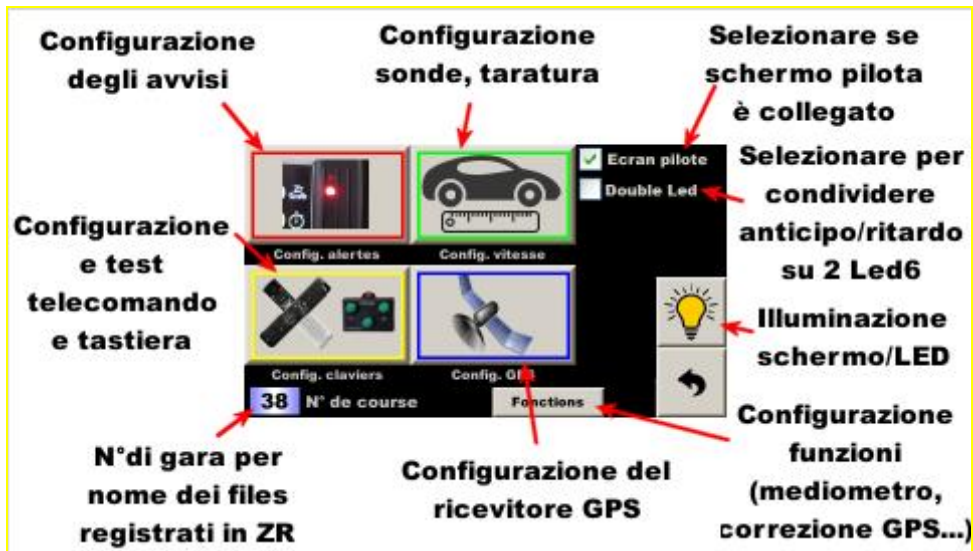 Configurazione
degli avvisi
Configurazione
sonde, taratura
Selezionare se
schermo pilota
è collegato
Ecran pilote
Double Led
Selezionare per
condividere
anticipo/ritardo
su 2 Led6
Config. alertes
Config. vitesse
Configurazione
e test
telecomando
e tastiera
Illuminazione
schermo/LED
Config. claviers
Config. GPS
38 N° de course
Fonctions
N°di gara per
nome dei files
registrati in ZR
Configurazione del
ricevitore GPS
Configurazione
funzioni
(mediometro,
correzione GPS...)